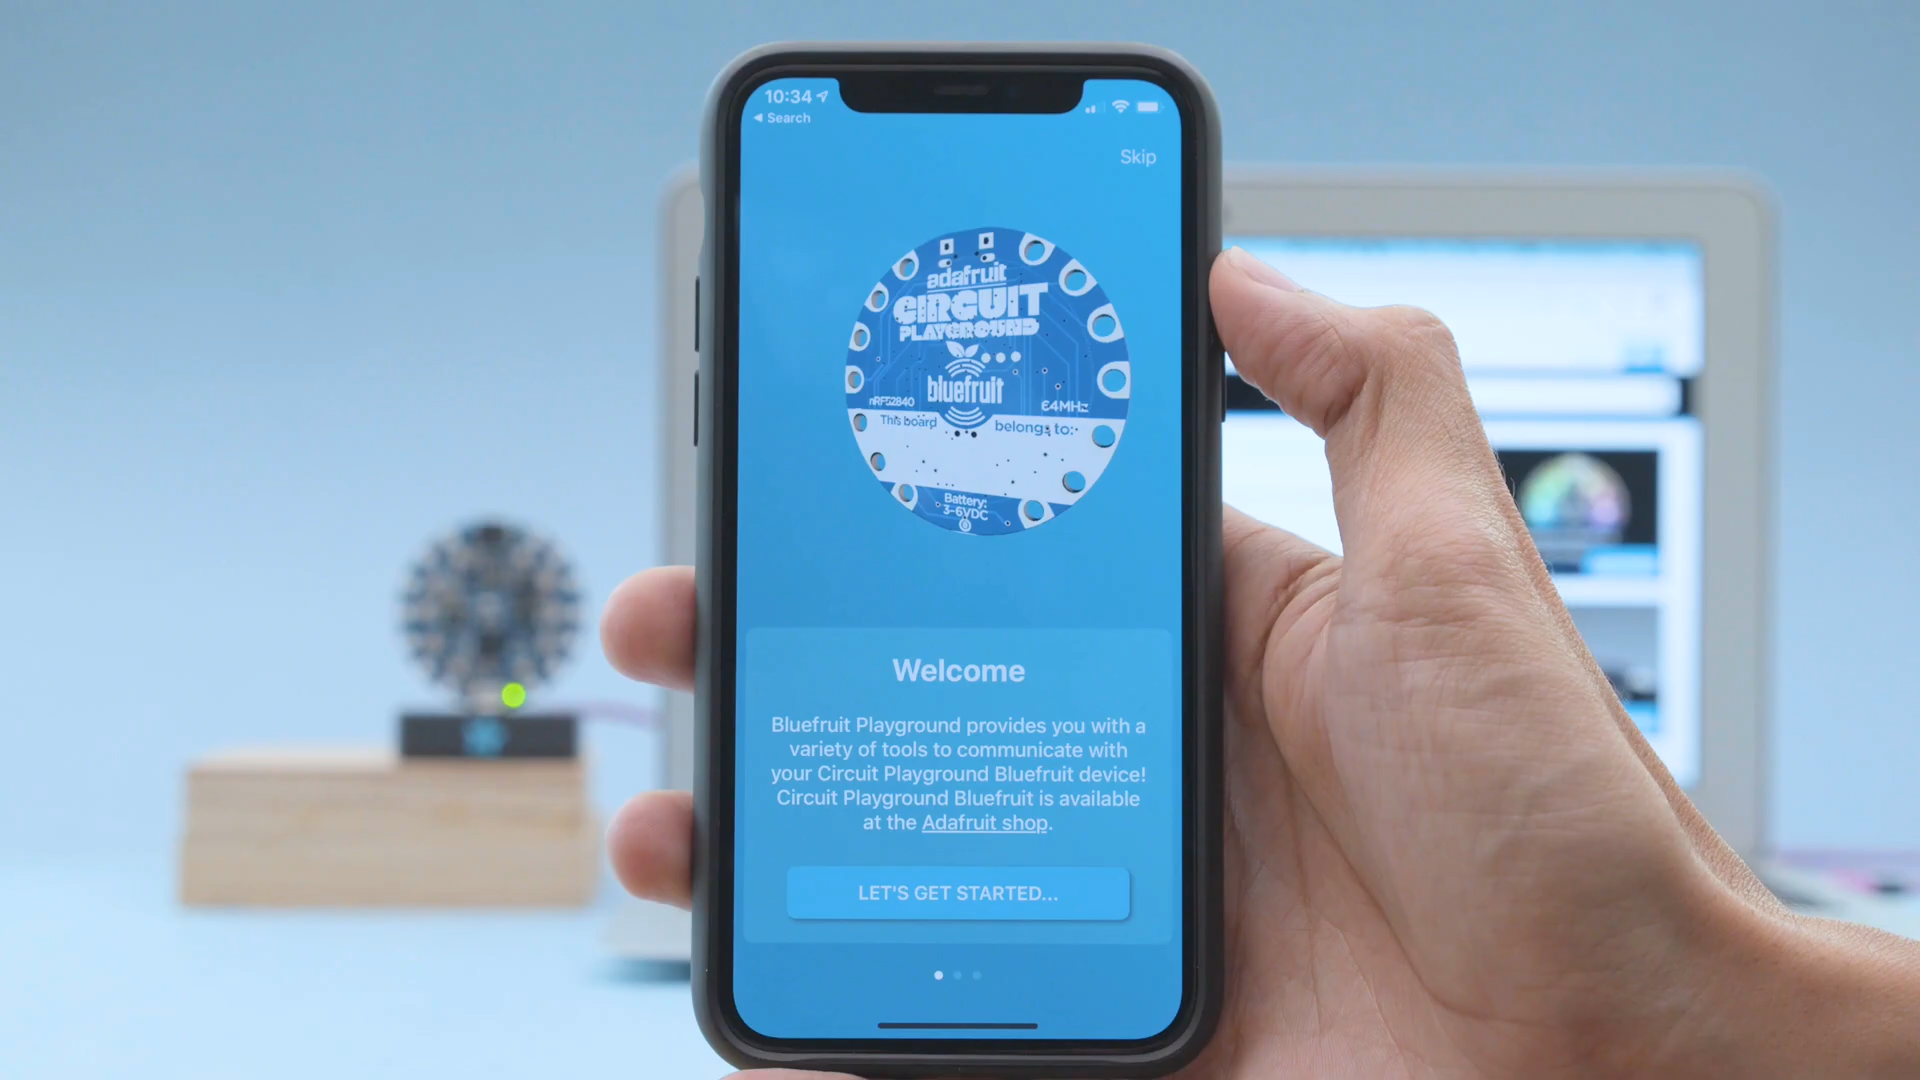 10:34
Search
Skip
adafruit
CIRCUIT
PLAYGROUND
bluefruit
nRF52840
64MHz
This board belongs to:
Battery:
3-6VDC
Welcome
Bluefruit Playground provides you with a
variety of tools to communicate with
your Circuit Playground Bluefruit device!
Circuit Playground Bluefruit is available
at the Adafruit shop.
LET'S GET STARTED...